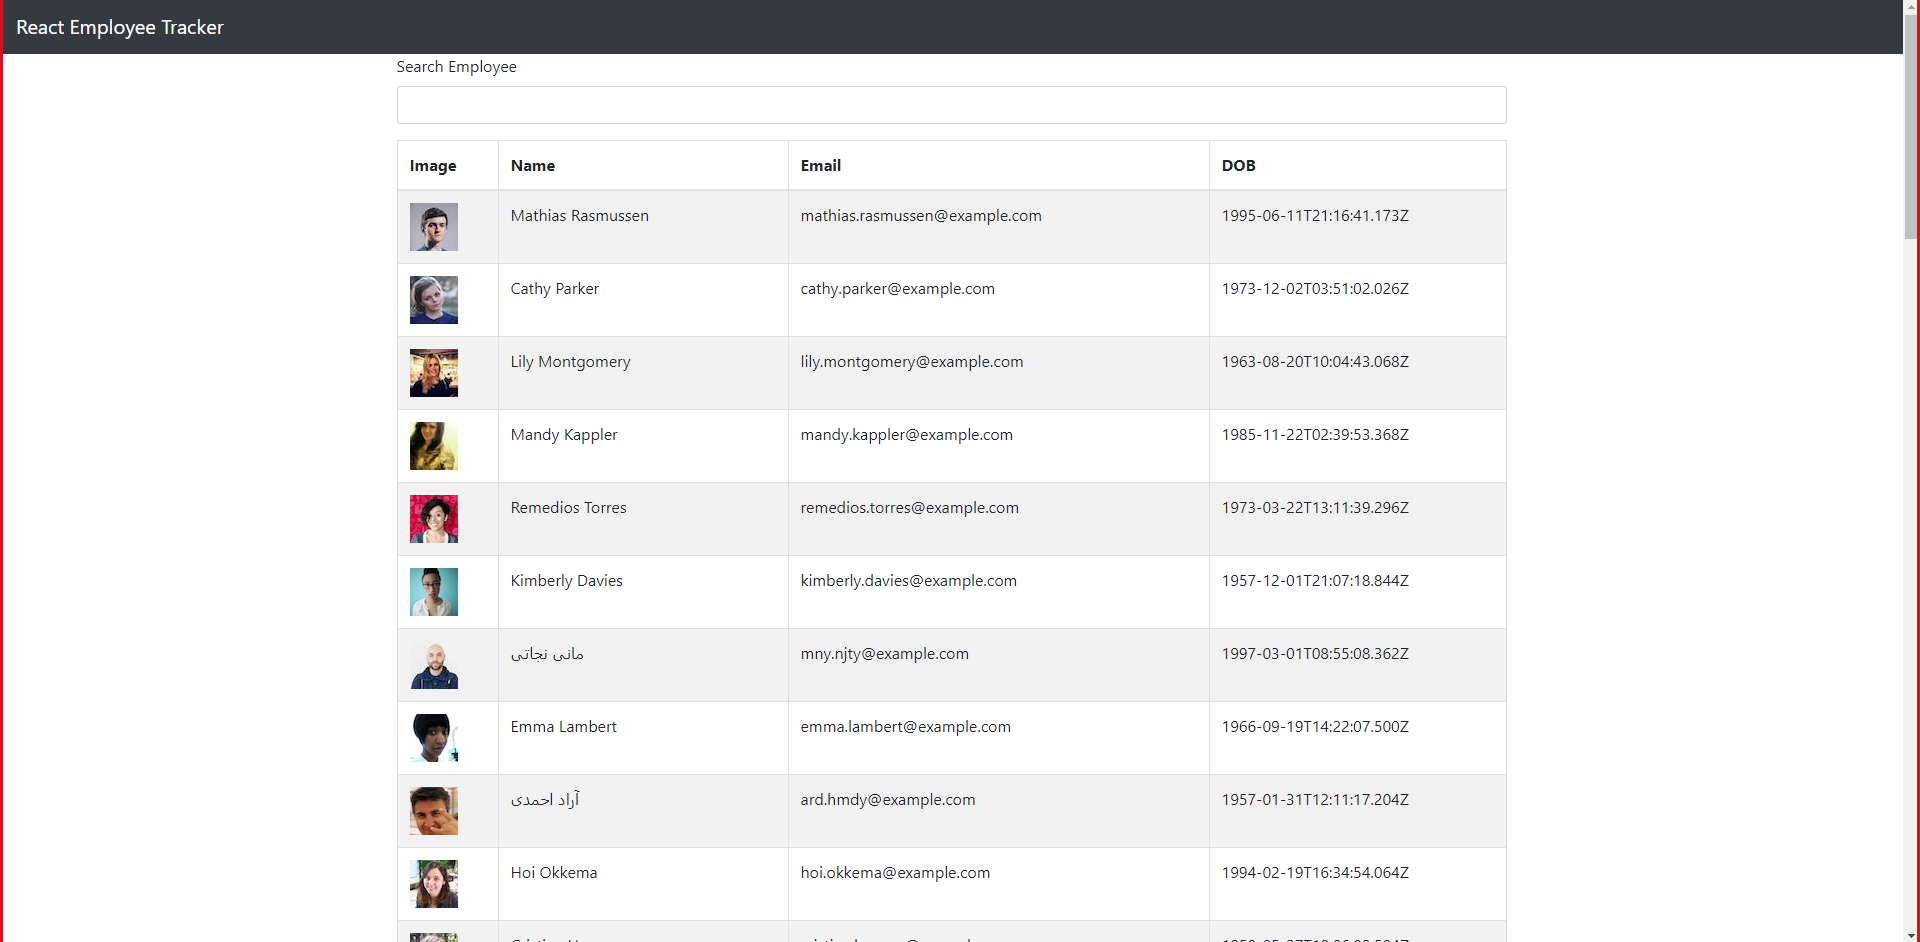 React Employee Tracker
Search Employee
Image Name Email DOB
Mathias Rasmussen mathias.rasmussen@example.com 1995-06-11T21:16:41.173Z
Cathy Parker cathy.parker@example.com 1973-12-02T03:51:02.026Z
Lily Montgomery lily.montgomery@example.com 1963-08-20T10:04:43.068Z
Mandy Kappler mandy.kappler@example.com 1985-11-22T02:39:53.368Z
Remedios Torres remedios.torres@example.com 1973-03-22T13:11:39.296Z
Kimberly Davies kimberly.davies@example.com 1957-12-01T21:07:18.844Z
مانی نجاتی mny.njty@example.com 1997-03-01T08:55:08.362Z
Emma Lambert emma.lambert@example.com 1966-09-19T14:22:07.500Z
آراد احمدی ard.hmdy@example.com 1957-01-31T12:11:17.204Z
Hoi Okkema hoi.okkema@example.com 1994-02-19T16:34:54.064Z